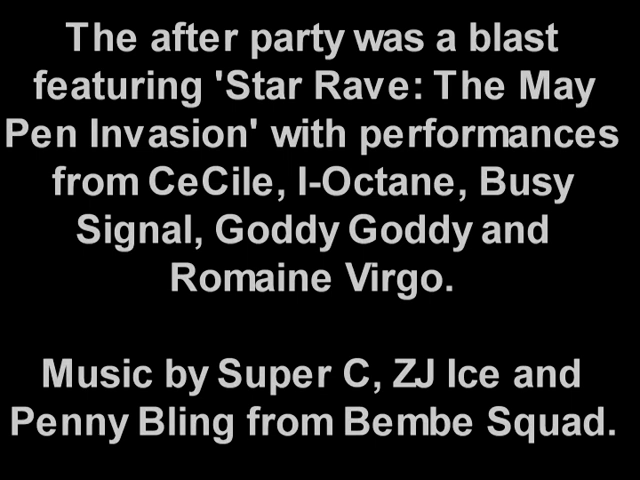 The after party was a blast
featuring 'Star Rave: The May
Pen Invasion' with performances
from CeCile, I-Octane, Busy
Signal, Goddy Goddy and
Romaine Virgo.
Music by Super C, ZJ Ice and
Penny Bling from Bembe Squad.